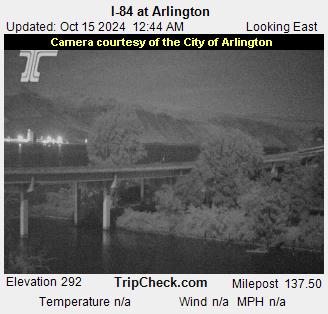 I-84 at Arlington
Updated: Oct 15 2024 12:44 AM Looking East
Camera courtesy of the City of Arlington
Elevation 292 TripCheck.com Milepost 137.50
Temperature n/a Wind n/a MPH n/a